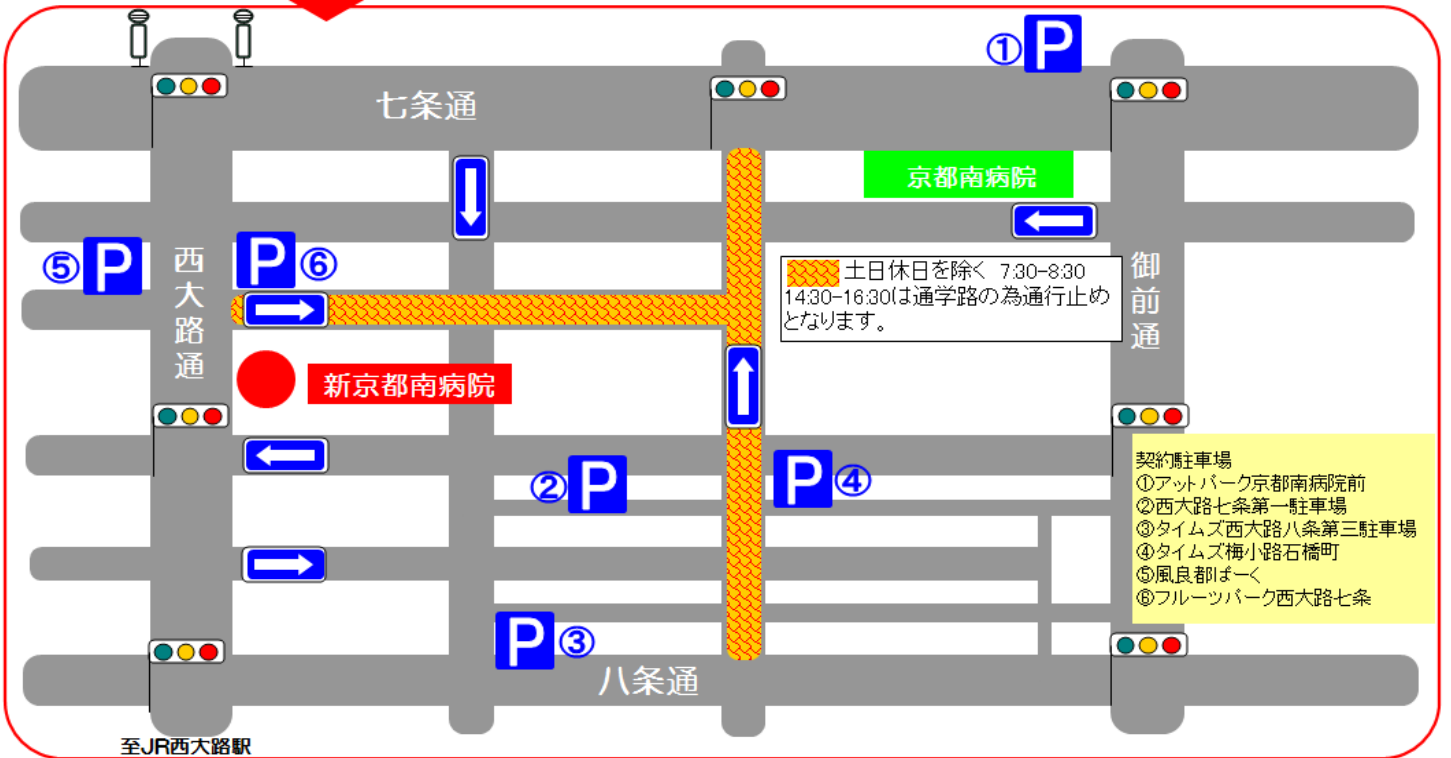 ① P
七条通
京都南病院
⑤ P
西大路通
P ⑥
御前通
土日休日を除く 7:30-8:30
14:30-16:30は通学路の為通行止め
となります。
新京都南病院
② P
P ④
契約駐車場
①アットパーク京都南病院前
②西大路七条第一駐車場
③タイムズ西大路八条第三駐車場
④タイムズ梅小路石橋町
⑤風良都ぱーく
⑥フルーツパーク西大路七条
P ③
八条通
至JR西大路駅